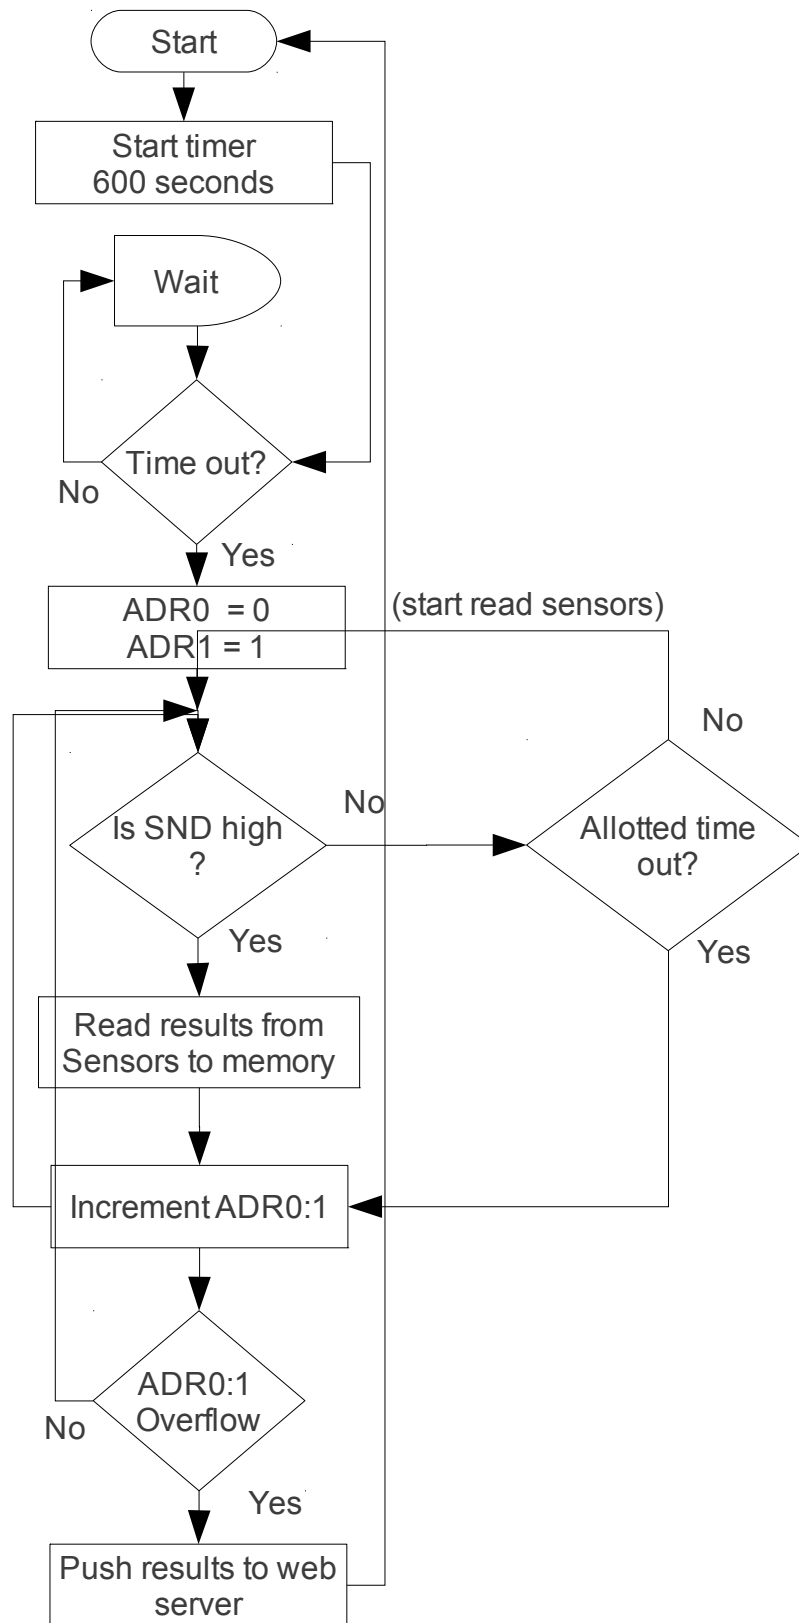 Start
Start timer
600 seconds
Wait
Time out?
No
Yes
ADR0  = 0
ADR1 = 1
(start read sensors)
No
Is SND high
?
No
Allotted time
out?
Yes
Yes
Read results from
Sensors to memory
Increment ADR0:1
ADR0:1
Overflow
No
Yes
Push results to web
server